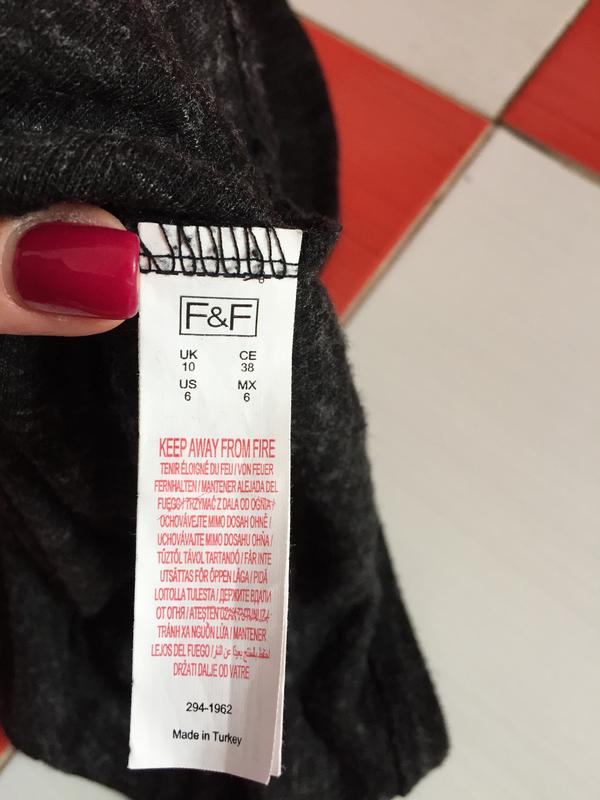 F&F
UK CE
10 38
US MX
6 6
KEEP AWAY FROM FIRE
TENIR ÉLOIGNÉ DU FEU / VON FEUER
FERNHALTEN / MANTENER ALEJADA DEL
FUEGO / TRZYMAĆ Z DALA OD OGNIA /
UCHOVÁVEJTE MIMO DOSAH OHNĚ /
UCHOVÁVAJTE MIMO DOSAHU OHŇA /
TŰZTŐL TÁVOL TARTANDÓ / FÅR INTE
UTSÄTTAS FÖR ÖPPEN LÅGA / PIDÄ
LOITOLLA TULESTA / ДЕРЖИТЕ ВДАЛИ
ОТ ОГНЯ / ATEŞTEN
TRÁNH XA NGUỒN LỬA / MANTENER
LEJOS DEL FUEGO /
DRŽATI DALJE OD VATRE
294-1962
Made in Turkey